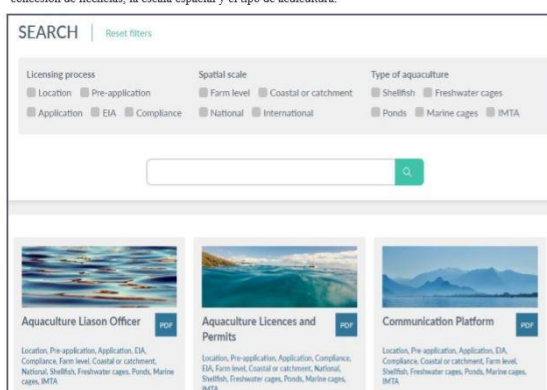 concesión de licencias, la escala espacial y el tipo de acuicultura.
SEARCH Reset filters
Licensing process Spatial scale Type of aquaculture
Location Pre-application Farm level Coastal or catchment Shellfish Freshwater cages
Application EIA Compliance National International Ponds Marine cages IMTA
Aquaculture Liason Officer PDF
Location, Pre application, Application, EIA,
Compliance, Farm level, Coastal or catchment,
National, Shellfish, Freshwater cages, Ponds, Marine
cages, IMTA
Aquaculture Licences and PDF
Permits
Location, Pre-application, Application, Compliance,
EIA, Farm level, Coastal or catchment, National,
Shellfish, Freshwater cages, Ponds, Marine cages,
IMTA
Communication Platform PDF
Location, Pre application, Application, EIA,
Compliance, Coastal or catchment, Farm level,
Shellfish, Freshwater cages, Ponds, Marine cages,
IMTA